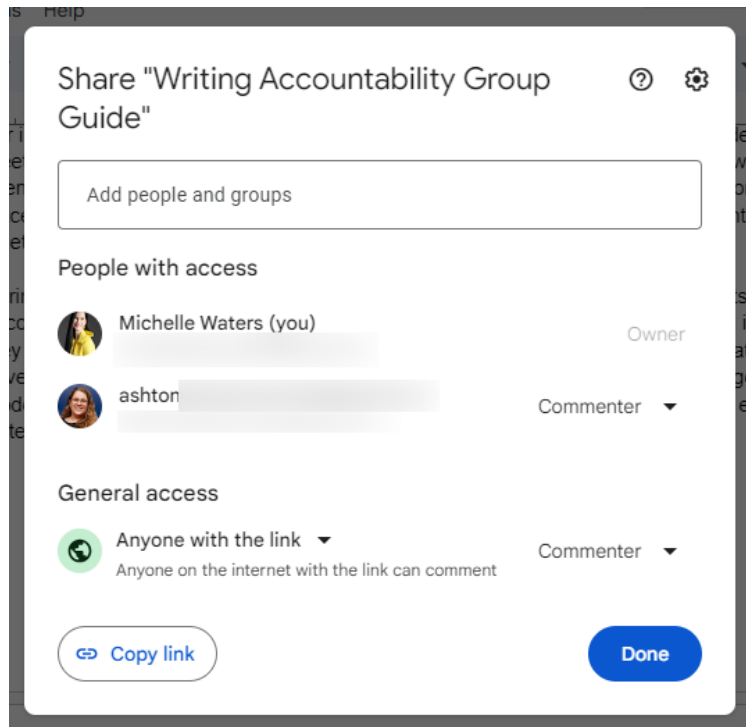 Help
Share "Writing Accountability Group
Guide"
Add people and groups
People with access
Michelle Waters (you)
Owner
ashton
Commenter
General access
Anyone with the link
Commenter
Anyone on the internet with the link can comment
Copy link
Done